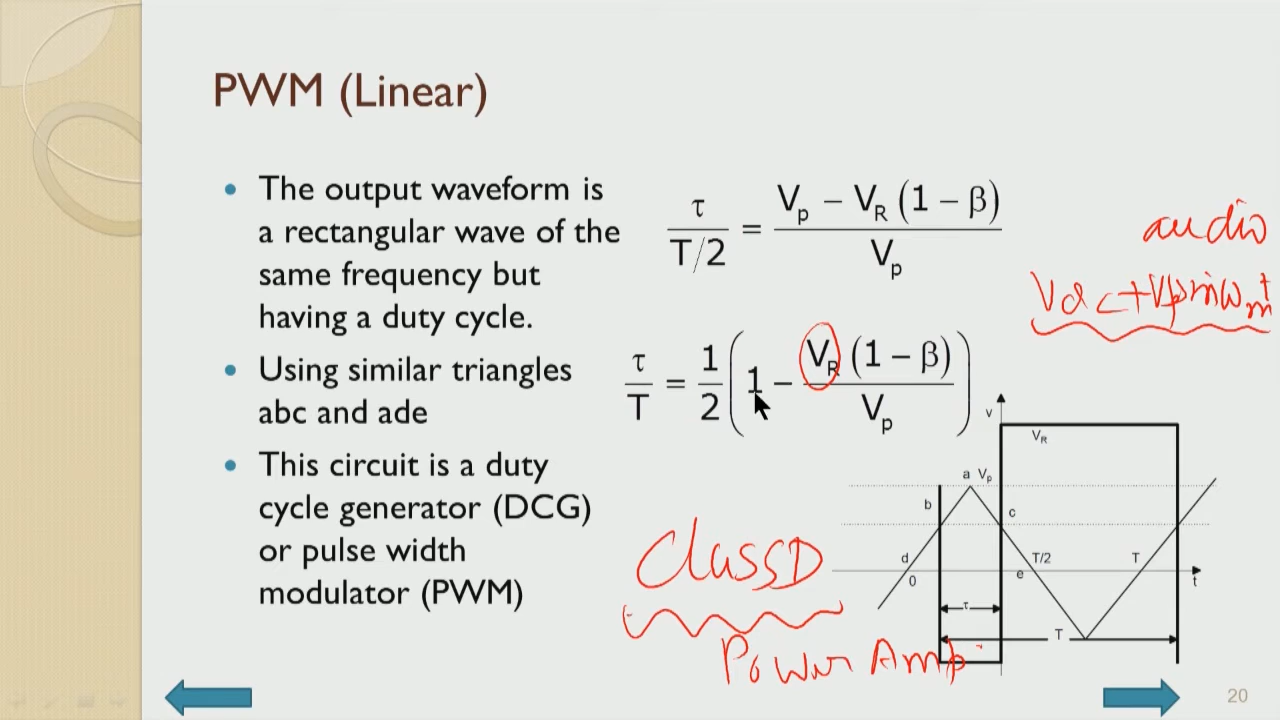 PWM (Linear)
• The output waveform is
a rectangular wave of the
same frequency but
having a duty cycle.
• Using similar triangles
abc and ade
• This circuit is a duty
cycle generator (DCG)
or pulse width
modulator (PWM)
τ / T/2 = Vp − VR (1 − β) / Vp
τ / T = 1/2 (1 − VR (1 − β) / Vp)
audio
ClassD
Power Amp
v
VR
a Vp
b
c
d
T/2
T
0
e
t
τ
T
20